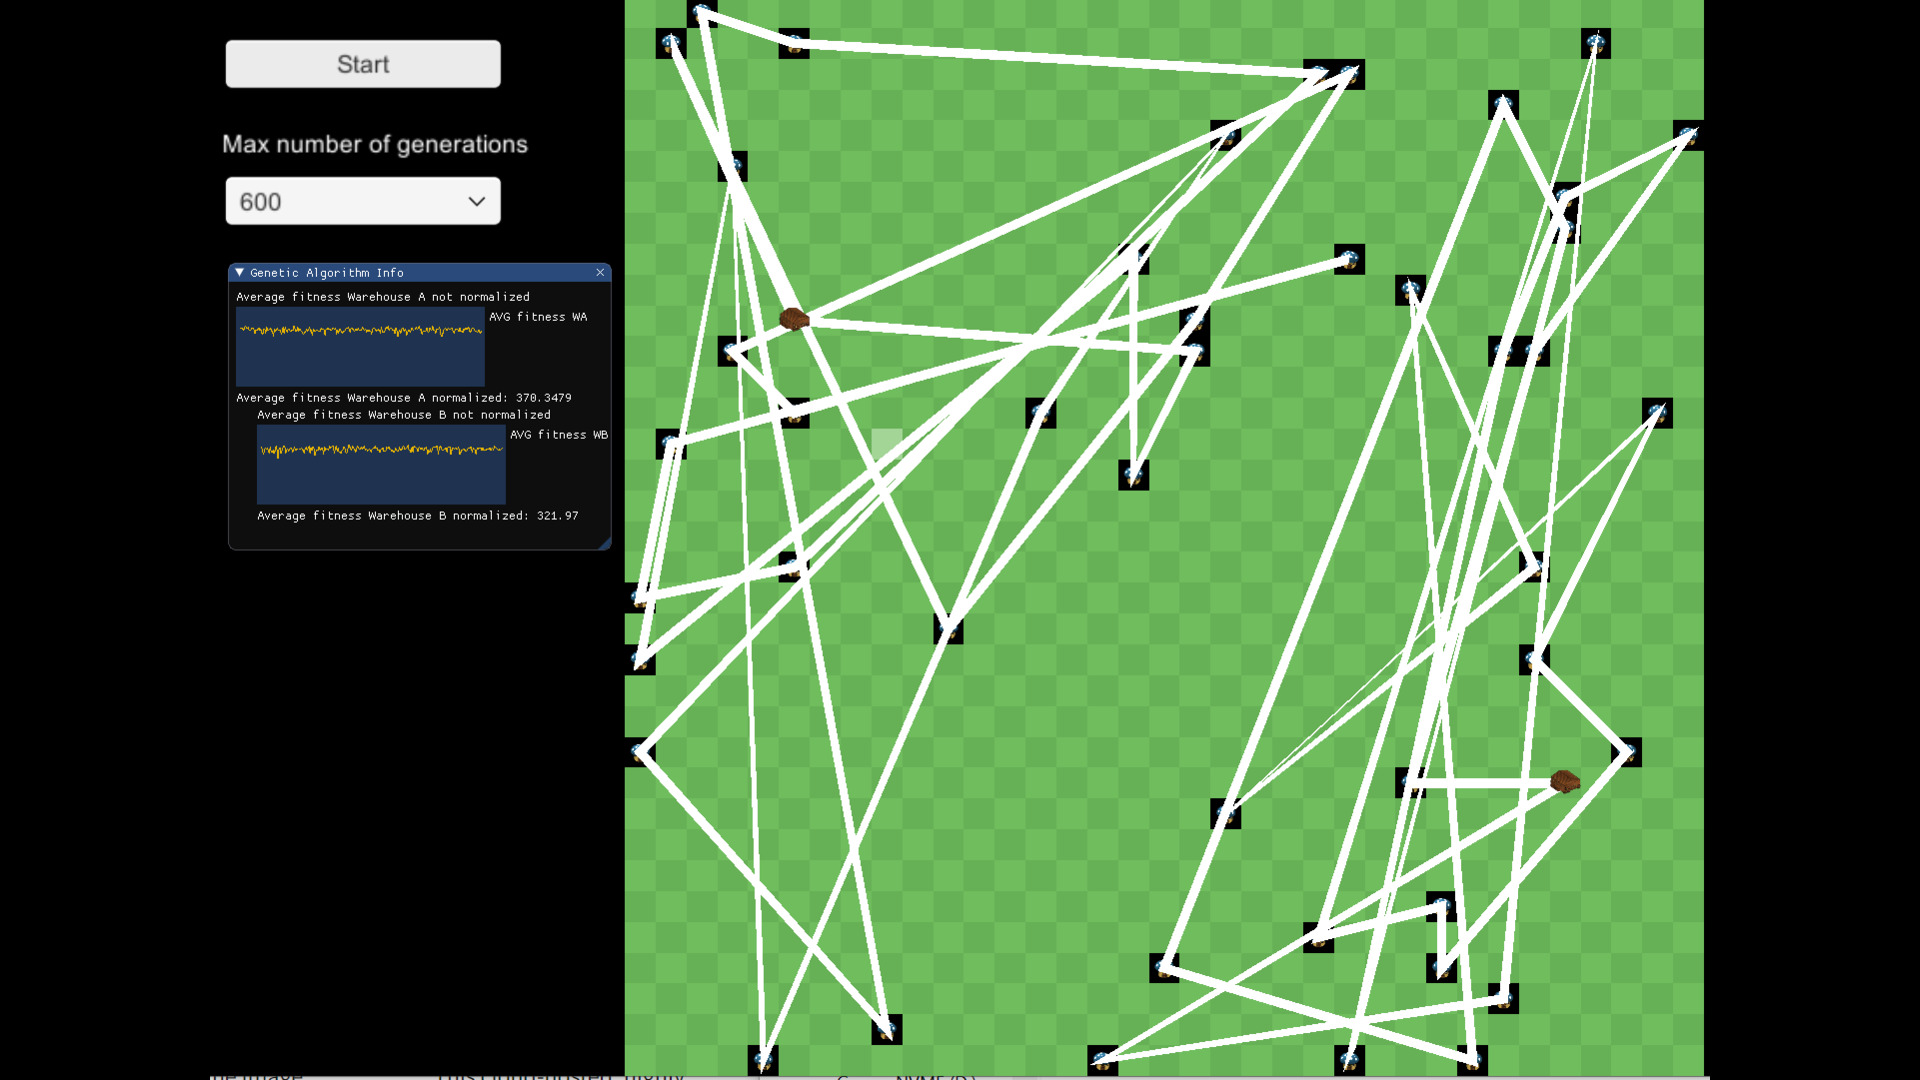 Start
Max number of generations
600
Genetic Algorithm Info
Average fitness Warehouse A not normalized
AVG fitness WA
Average fitness Warehouse A normalized: 370.3479
Average fitness Warehouse B not normalized
AVG fitness WB
Average fitness Warehouse B normalized: 321.97